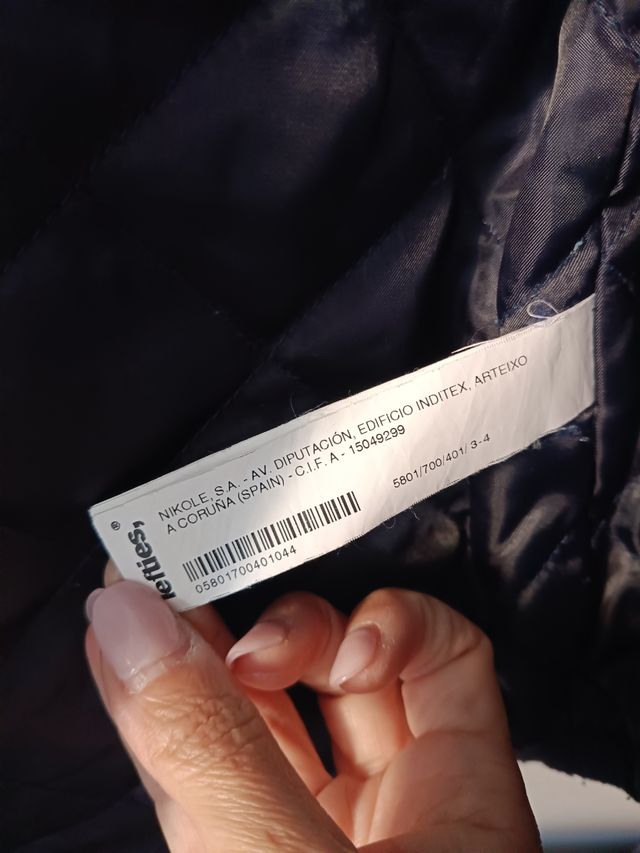 lefties,®
NIKOLE, S.A. - AV. DIPUTACIÓN, EDIFICIO INDITEX, ARTEIXO
A CORUÑA (SPAIN) - C.I.F. A - 15049299
5801/700/401/ 3-4
05801700401044